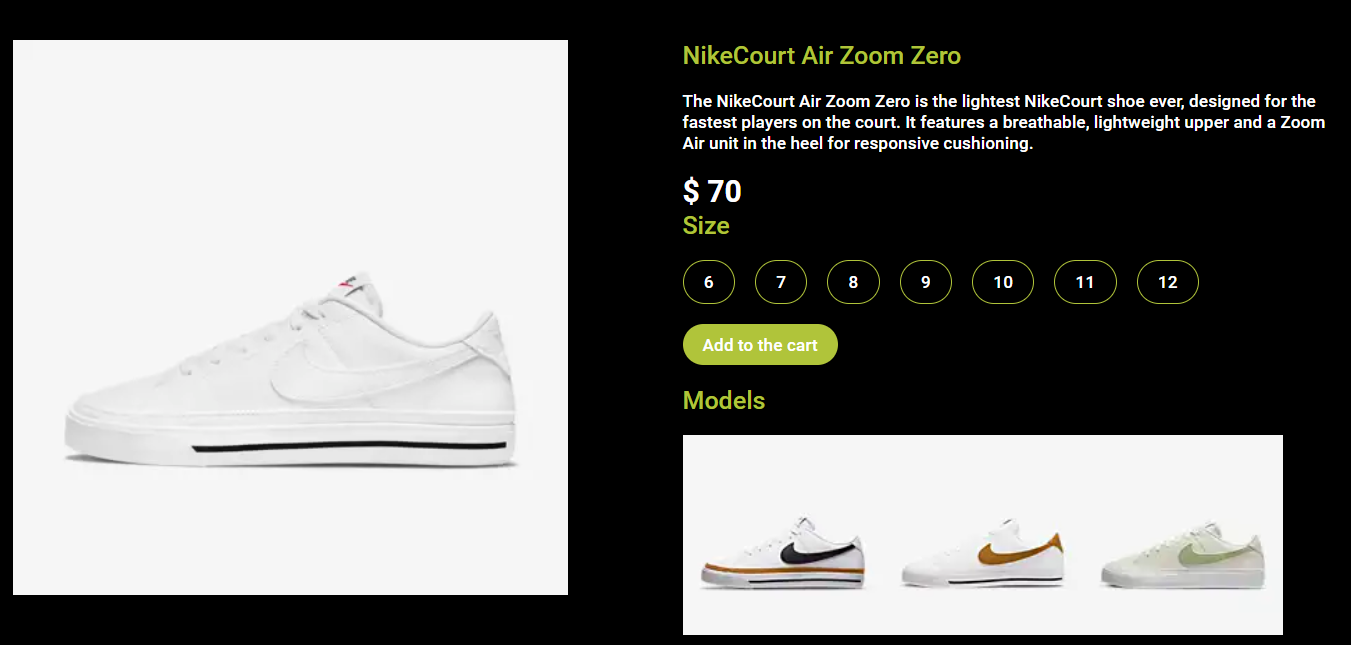 NikeCourt Air Zoom Zero
The NikeCourt Air Zoom Zero is the lightest NikeCourt shoe ever, designed for the
fastest players on the court. It features a breathable, lightweight upper and a Zoom
Air unit in the heel for responsive cushioning.
$ 70
Size
6 7 8 9 10 11 12
Add to the cart
Models